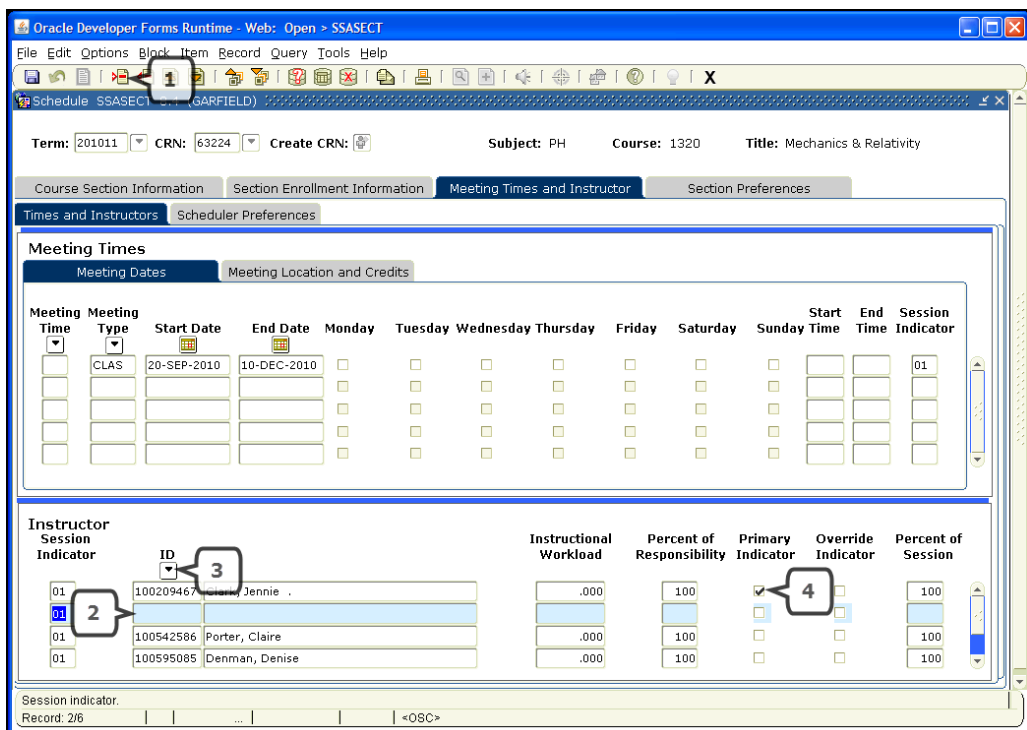 Oracle Developer Forms Runtime - Web: Open > SSASECT
File Edit Options Block Item Record Query Tools Help
1 X
Schedule SSASECT (GARFIELD)
Term: 201011 CRN: 63224 Create CRN: Subject: PH Course: 1320 Title: Mechanics & Relativity
Course Section Information Section Enrollment Information Meeting Times and Instructor Section Preferences
Times and Instructors Scheduler Preferences
Meeting Times
Meeting Dates Meeting Location and Credits
Meeting Meeting Start End Session
Time Type Start Date End Date Monday Tuesday Wednesday Thursday Friday Saturday Sunday Time Time Indicator
CLAS 20-SEP-2010 10-DEC-2010 01
Instructor
Session Instructional Percent of Primary Override Percent of
Indicator ID Workload Responsibility Indicator Indicator Session
3
01 100209467 Clark, Jennie . .000 100 4 100
01 2
01 100542586 Porter, Claire .000 100 100
01 100595085 Denman, Denise .000 100 100
Session indicator.
Record: 2/6 ... <OSC>